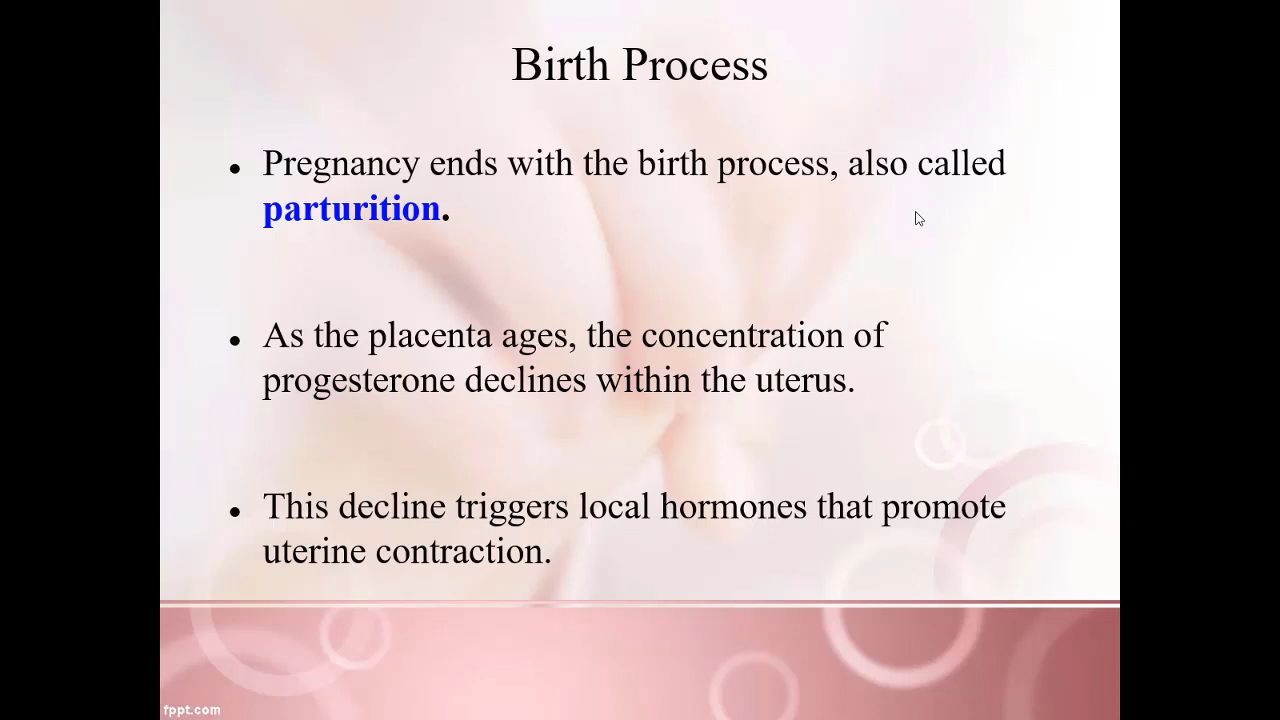 Birth Process
• Pregnancy ends with the birth process, also called
parturition.
• As the placenta ages, the concentration of
progesterone declines within the uterus.
• This decline triggers local hormones that promote
uterine contraction.
fppt.com